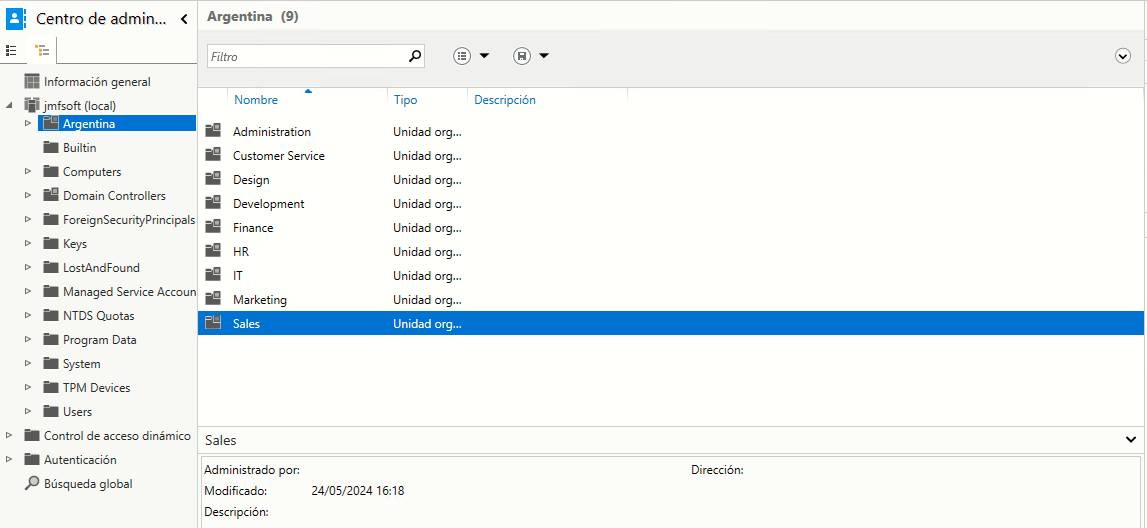 Centro de admin...
Información general
jmfsoft (local)
Argentina
Builtin
Computers
Domain Controllers
ForeignSecurityPrincipals
Keys
LostAndFound
Managed Service Accoun
NTDS Quotas
Program Data
System
TPM Devices
Users
Control de acceso dinámico
Autenticación
Búsqueda global
Argentina (9)
Filtro
Nombre Tipo Descripción
Administration Unidad org...
Customer Service Unidad org...
Design Unidad org...
Development Unidad org...
Finance Unidad org...
HR Unidad org...
IT Unidad org...
Marketing Unidad org...
Sales Unidad org...
Sales
Administrado por: Dirección:
Modificado: 24/05/2024 16:18
Descripción: